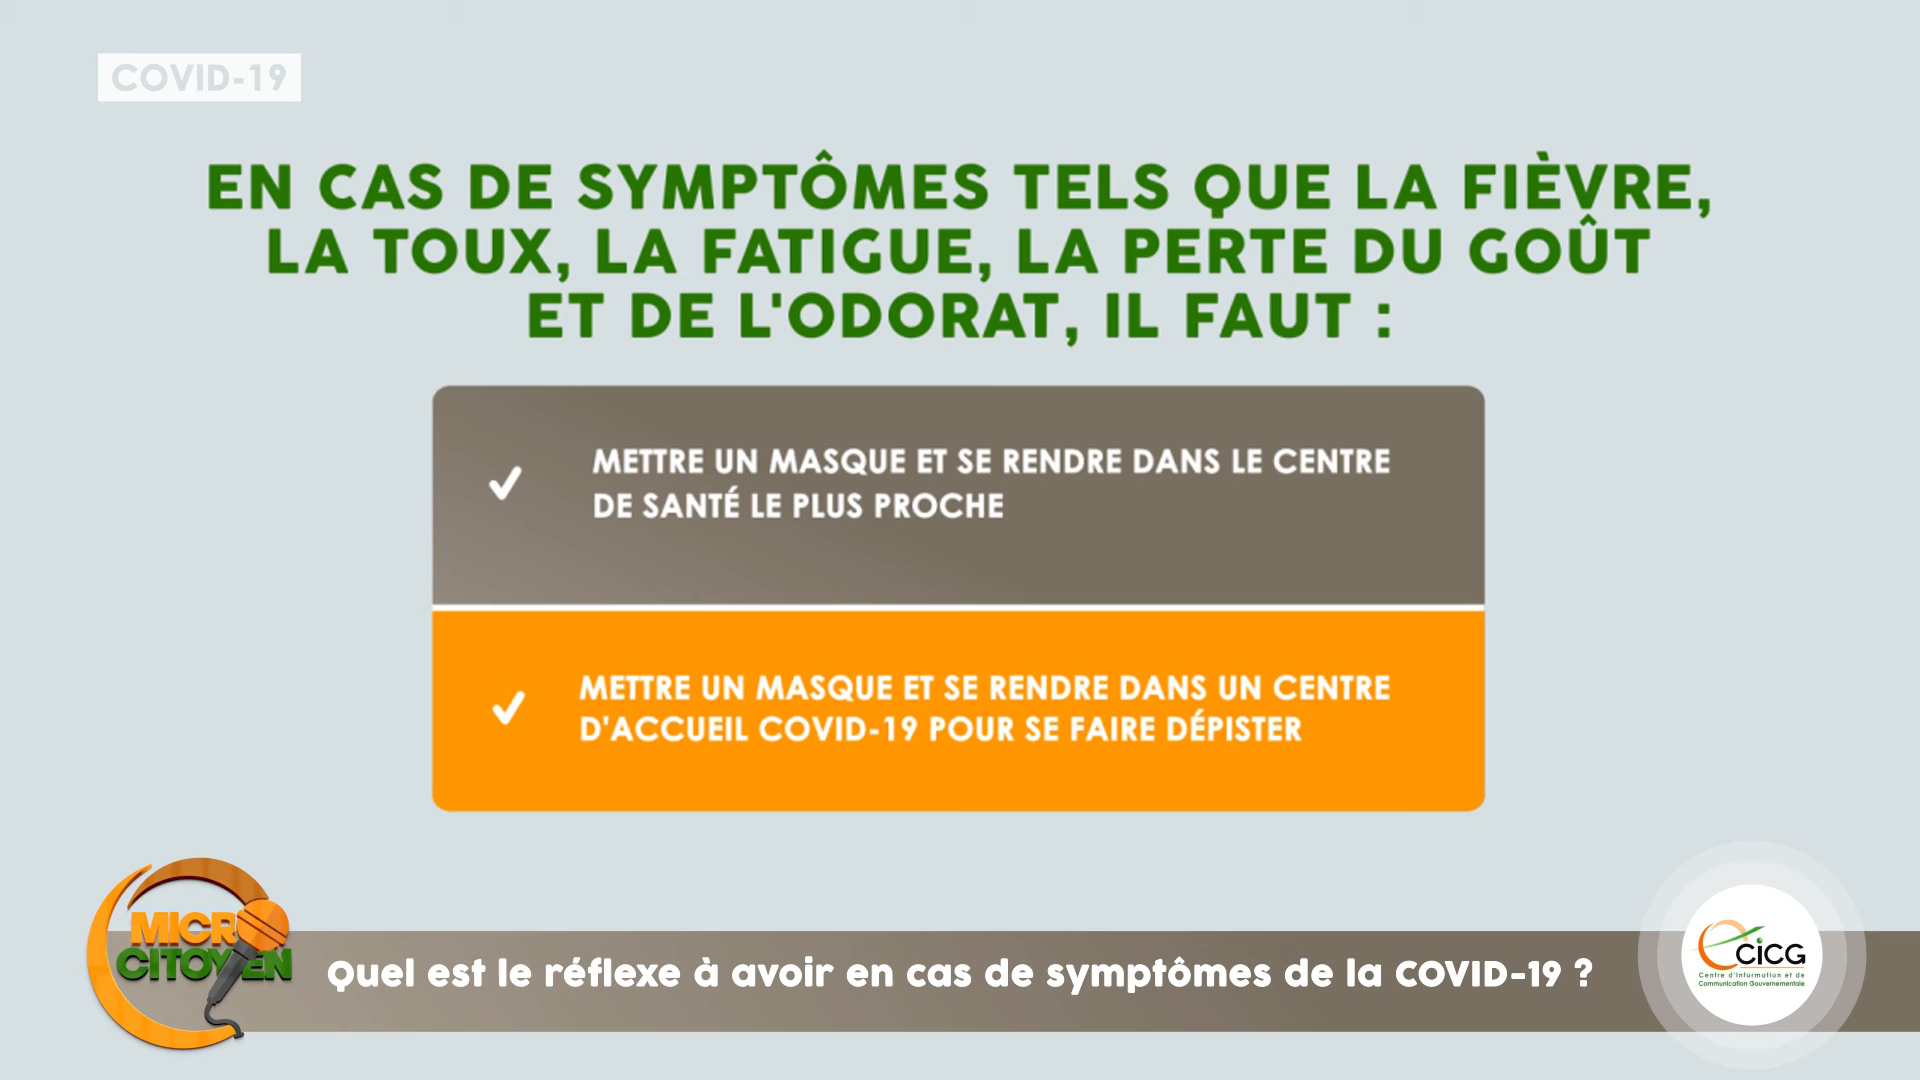 COVID-19
EN CAS DE SYMPTÔMES TELS QUE LA FIÈVRE,
LA TOUX, LA FATIGUE, LA PERTE DU GOÛT
ET DE L'ODORAT, IL FAUT :
METTRE UN MASQUE ET SE RENDRE DANS LE CENTRE
DE SANTÉ LE PLUS PROCHE
METTRE UN MASQUE ET SE RENDRE DANS UN CENTRE
D'ACCUEIL COVID-19 POUR SE FAIRE DÉPISTER
MICRO
CITOYEN
Quel est le réflexe à avoir en cas de symptômes de la COVID-19 ?
CICG
Centre d'Information et de
Communication Gouvernementale